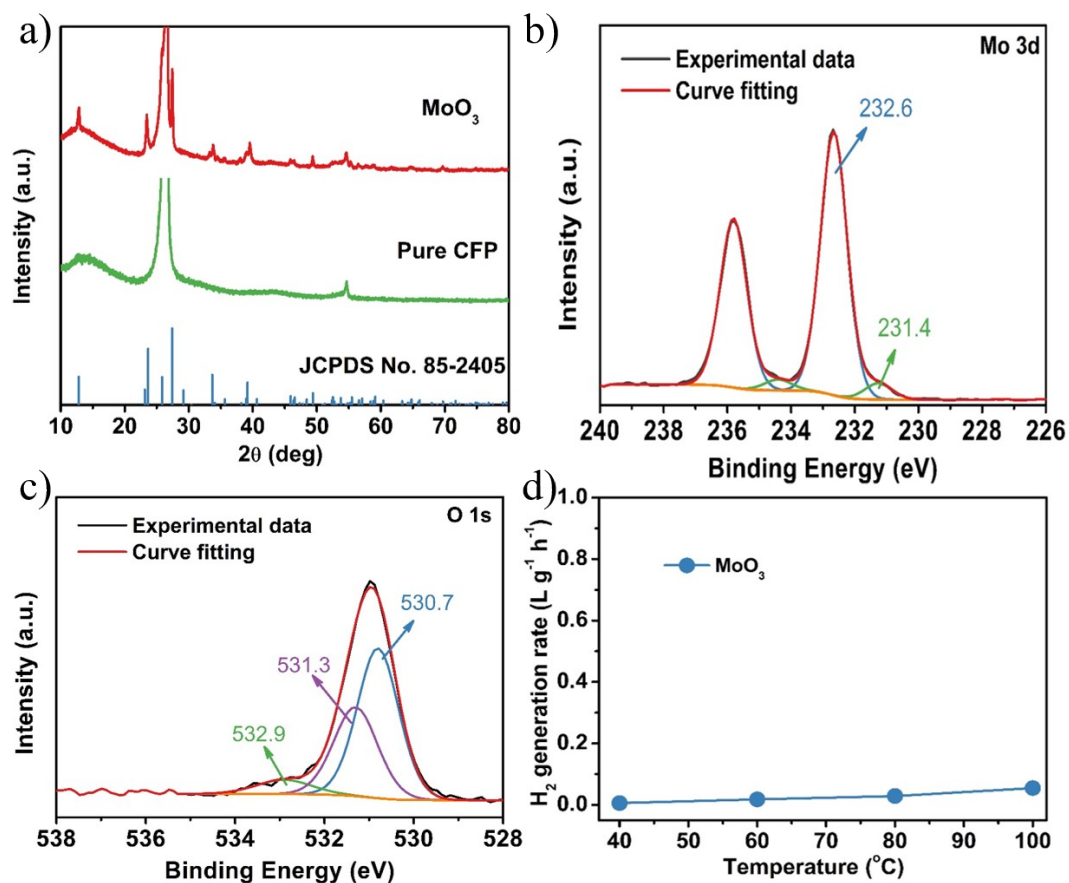 a)
MoO₃
Pure CFP
JCPDS No. 85-2405
Intensity (a.u.)
10 20 30 40 50 60 70 80
2θ (deg)
b)
Mo 3d
Experimental data
Curve fitting
232.6
231.4
Intensity (a.u.)
240 238 236 234 232 230 228 226
Binding Energy (eV)
c)
O 1s
Experimental data
Curve fitting
530.7
531.3
532.9
Intensity (a.u.)
538 536 534 532 530 528
Binding Energy (eV)
d)
1.0
0.8
0.6
0.4
0.2
0.0
MoO₃
H₂ generation rate (L g⁻¹ h⁻¹)
40 50 60 70 80 90 100
Temperature (°C)